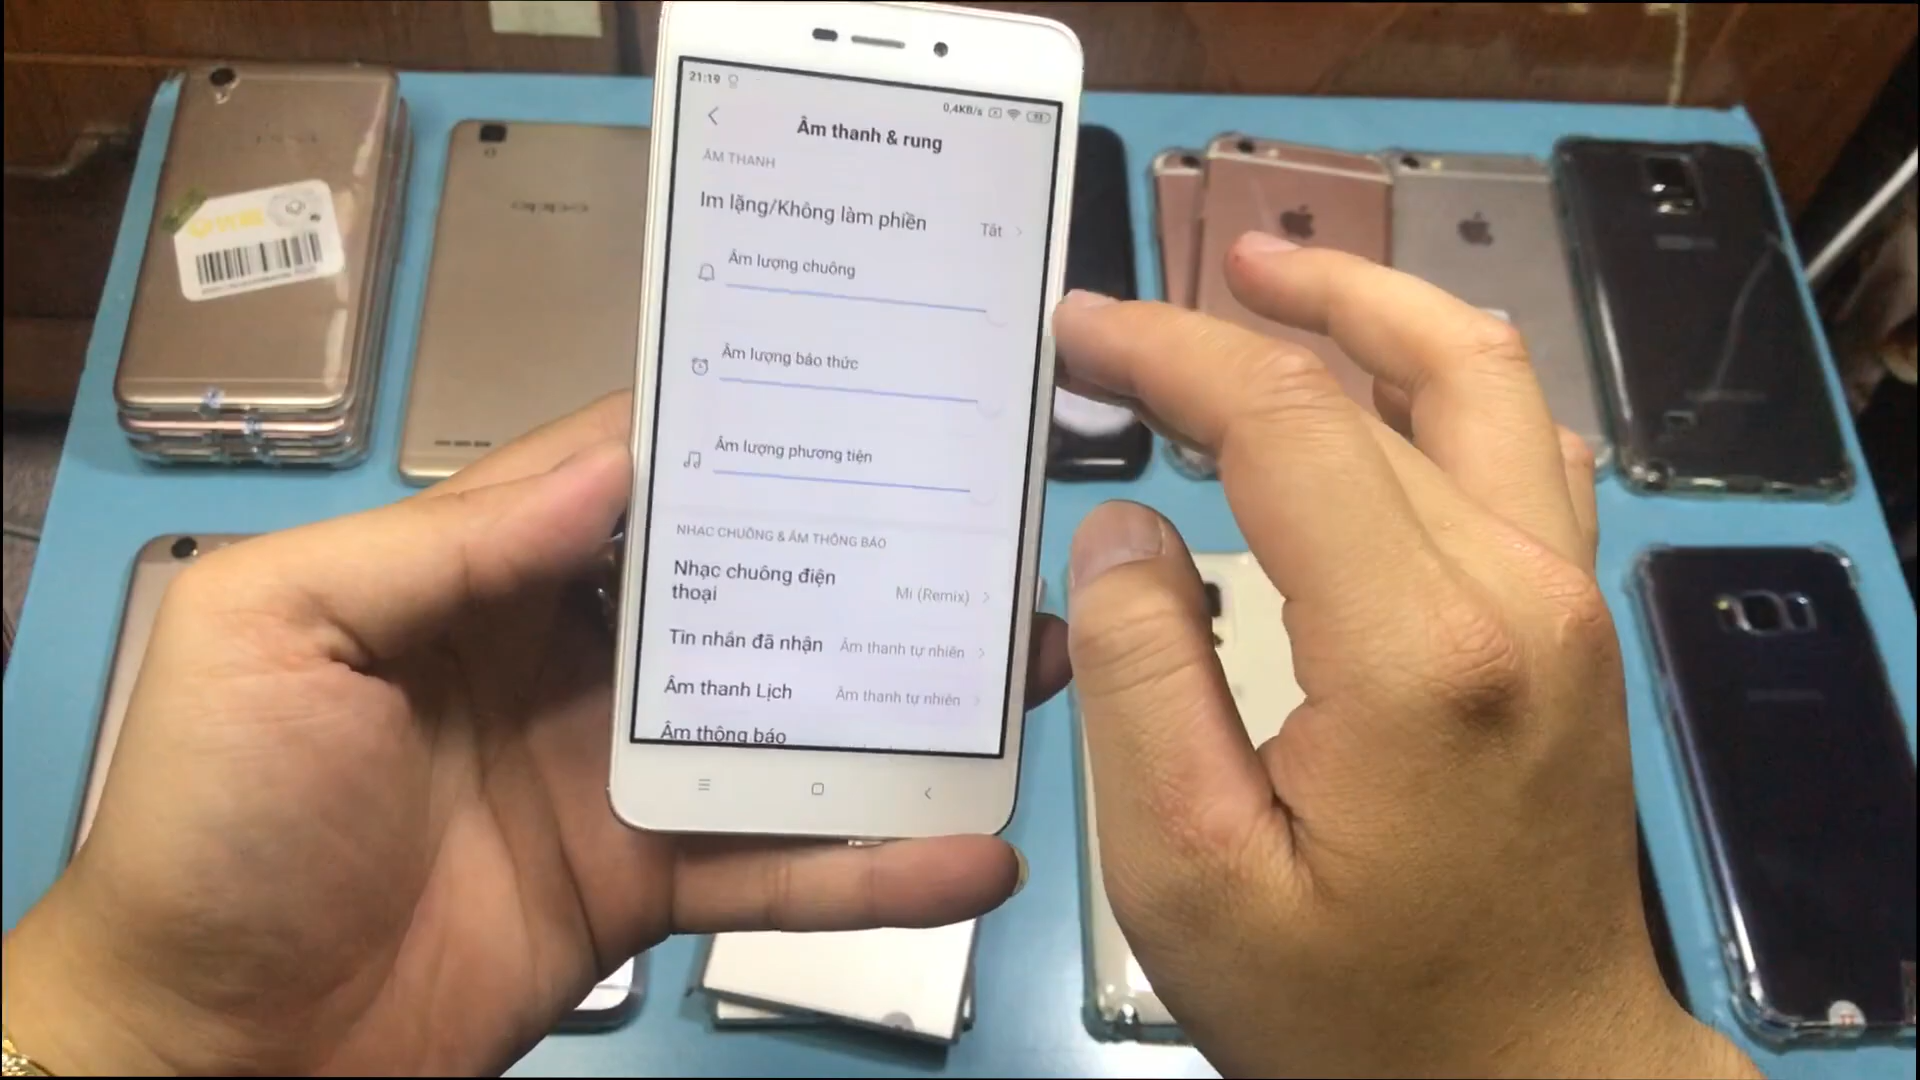 21:19
0,4KB/s
Âm thanh & rung
ÂM THANH
Im lặng/Không làm phiền
Tắt
Âm lượng chuông
Âm lượng báo thức
Âm lượng phương tiện
NHẠC CHUÔNG & ÂM THÔNG BÁO
Nhạc chuông điện
thoại
Mi (Remix)
Tin nhắn đã nhận
Âm thanh tự nhiên
Âm thanh Lịch
Âm thanh tự nhiên
Âm thông báo
oppo